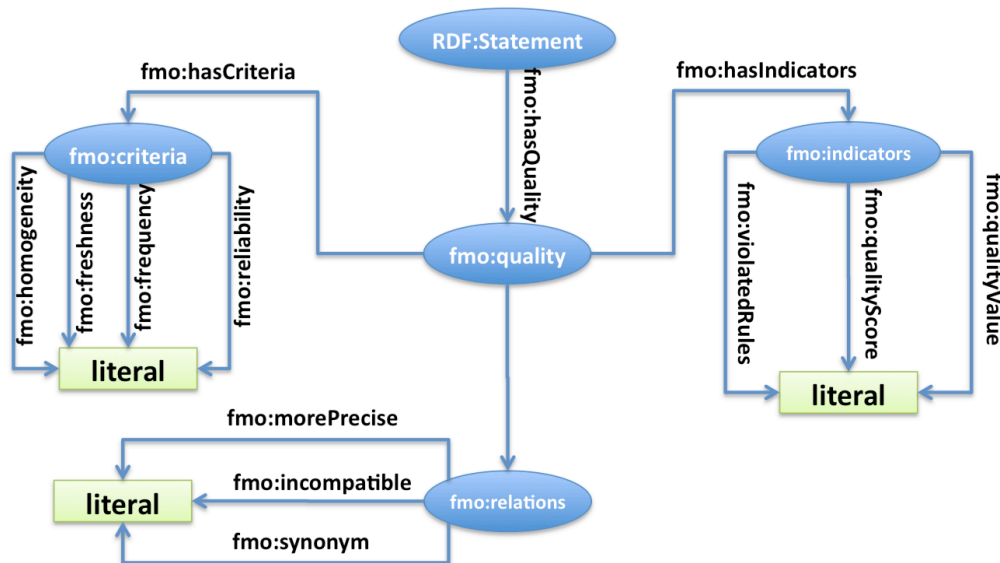 RDF:Statement
fmo:hasCriteria
fmo:hasIndicators
fmo:hasQuality
fmo:criteria
fmo:indicators
fmo:homogeneity
fmo:freshness
fmo:frequency
fmo:reliability
fmo:quality
fmo:violatedRules
fmo:qualityScore
fmo:qualityValue
literal
literal
fmo:morePrecise
fmo:incompatible
literal
fmo:relations
fmo:synonym